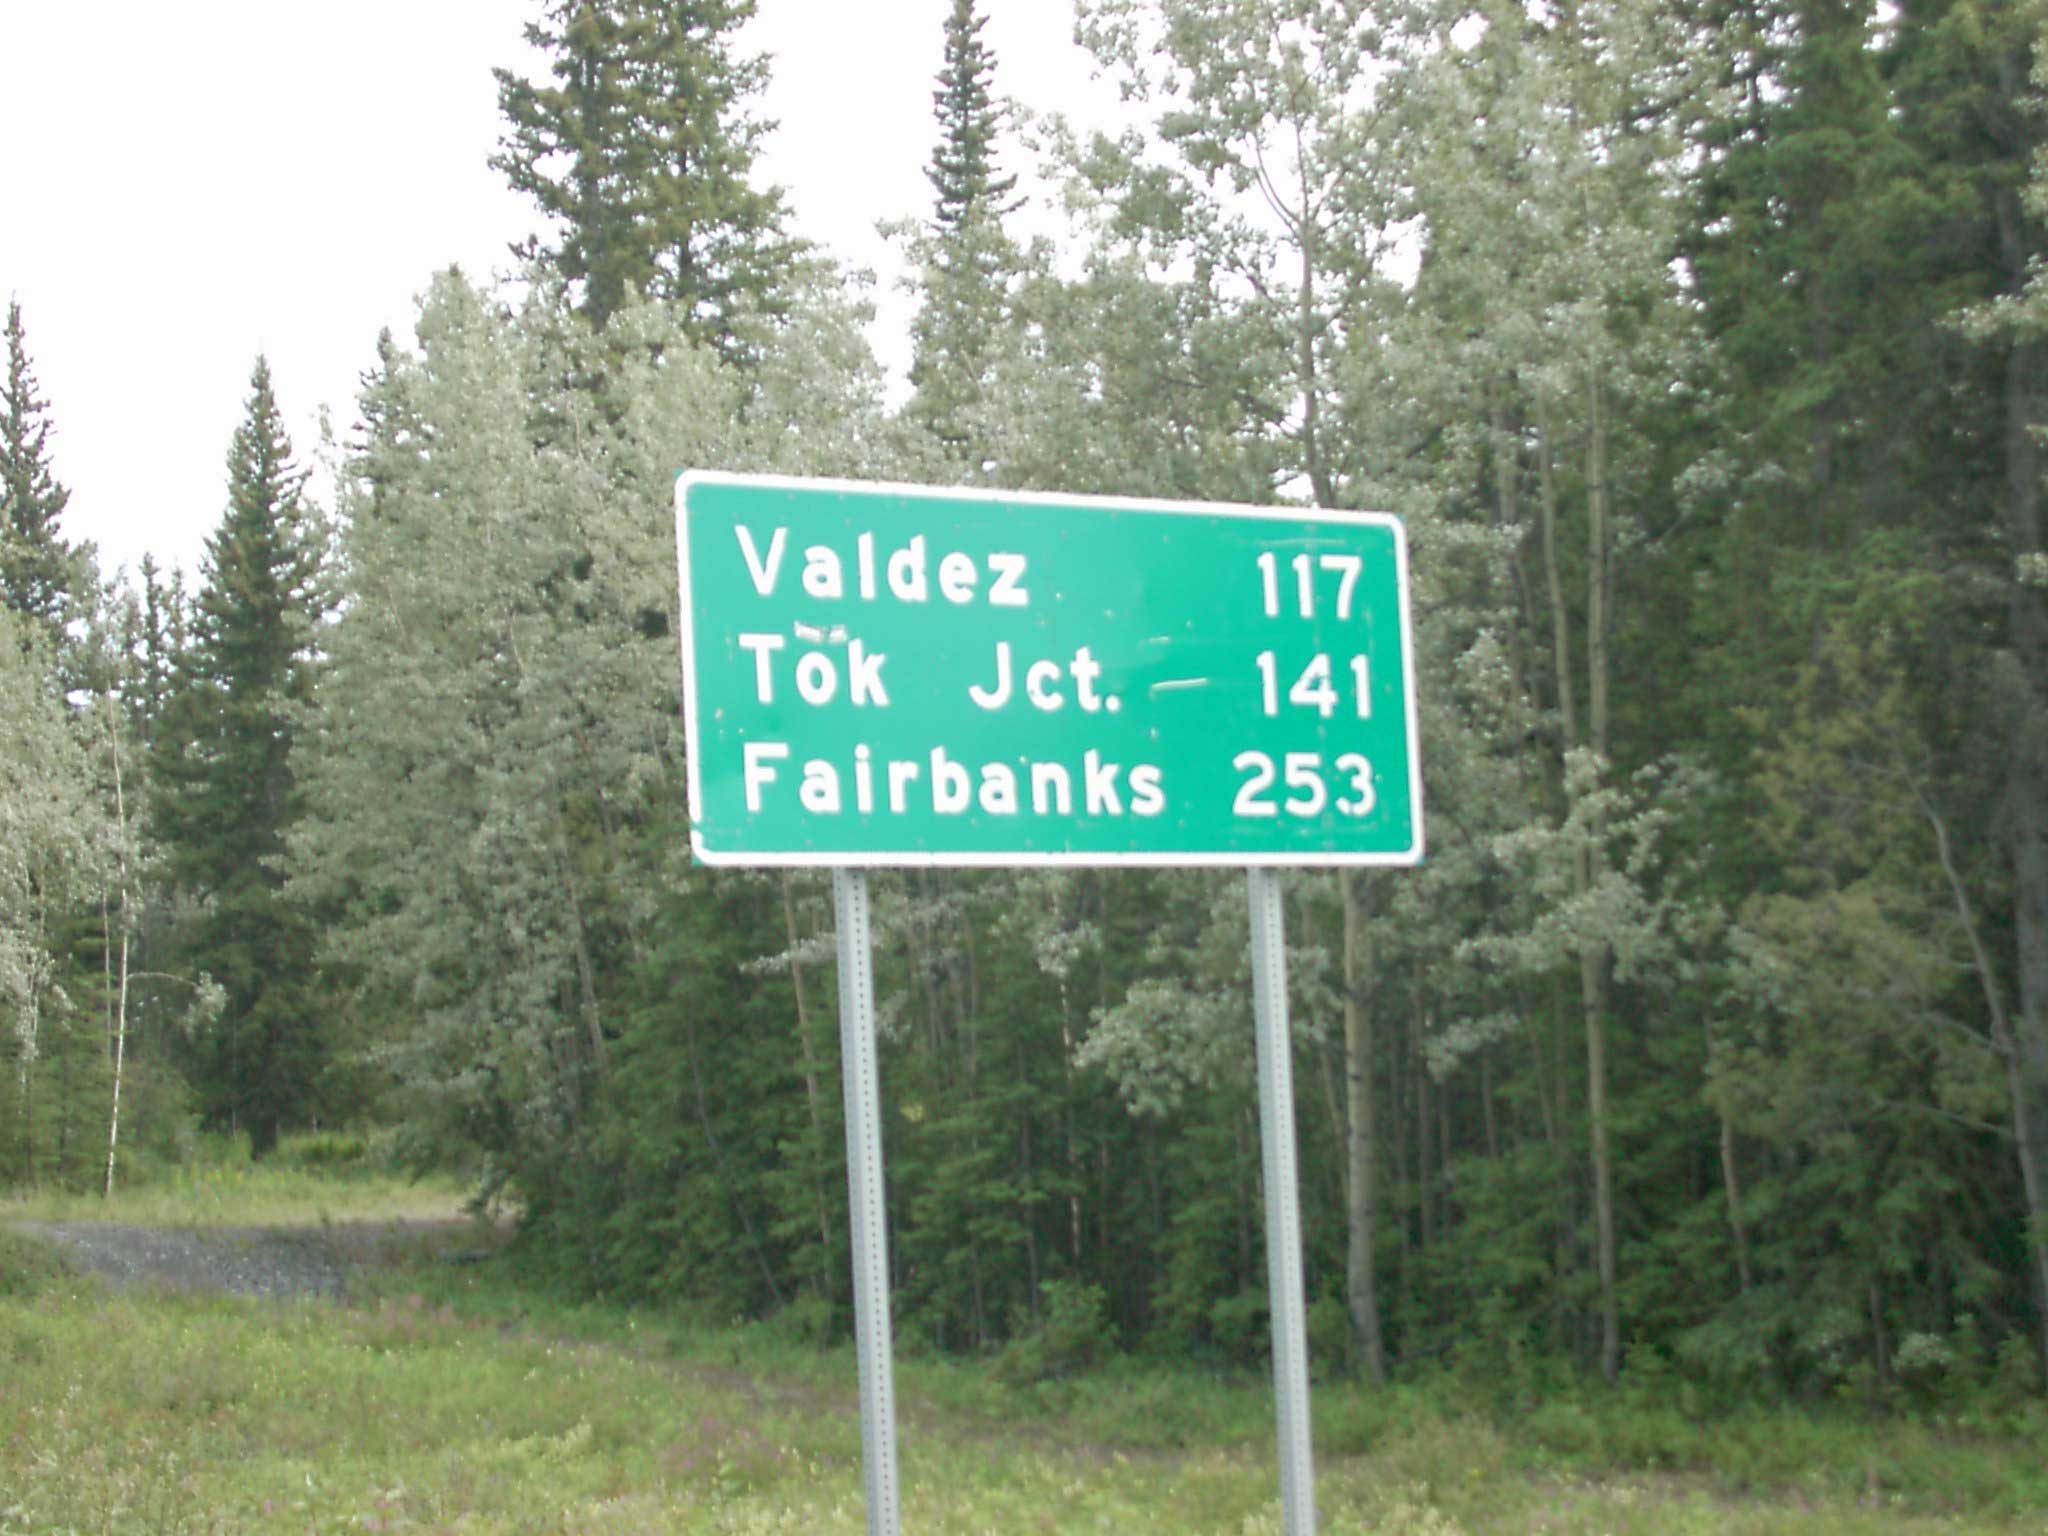 Valdez 117
Tok Jct. 141
Fairbanks 253